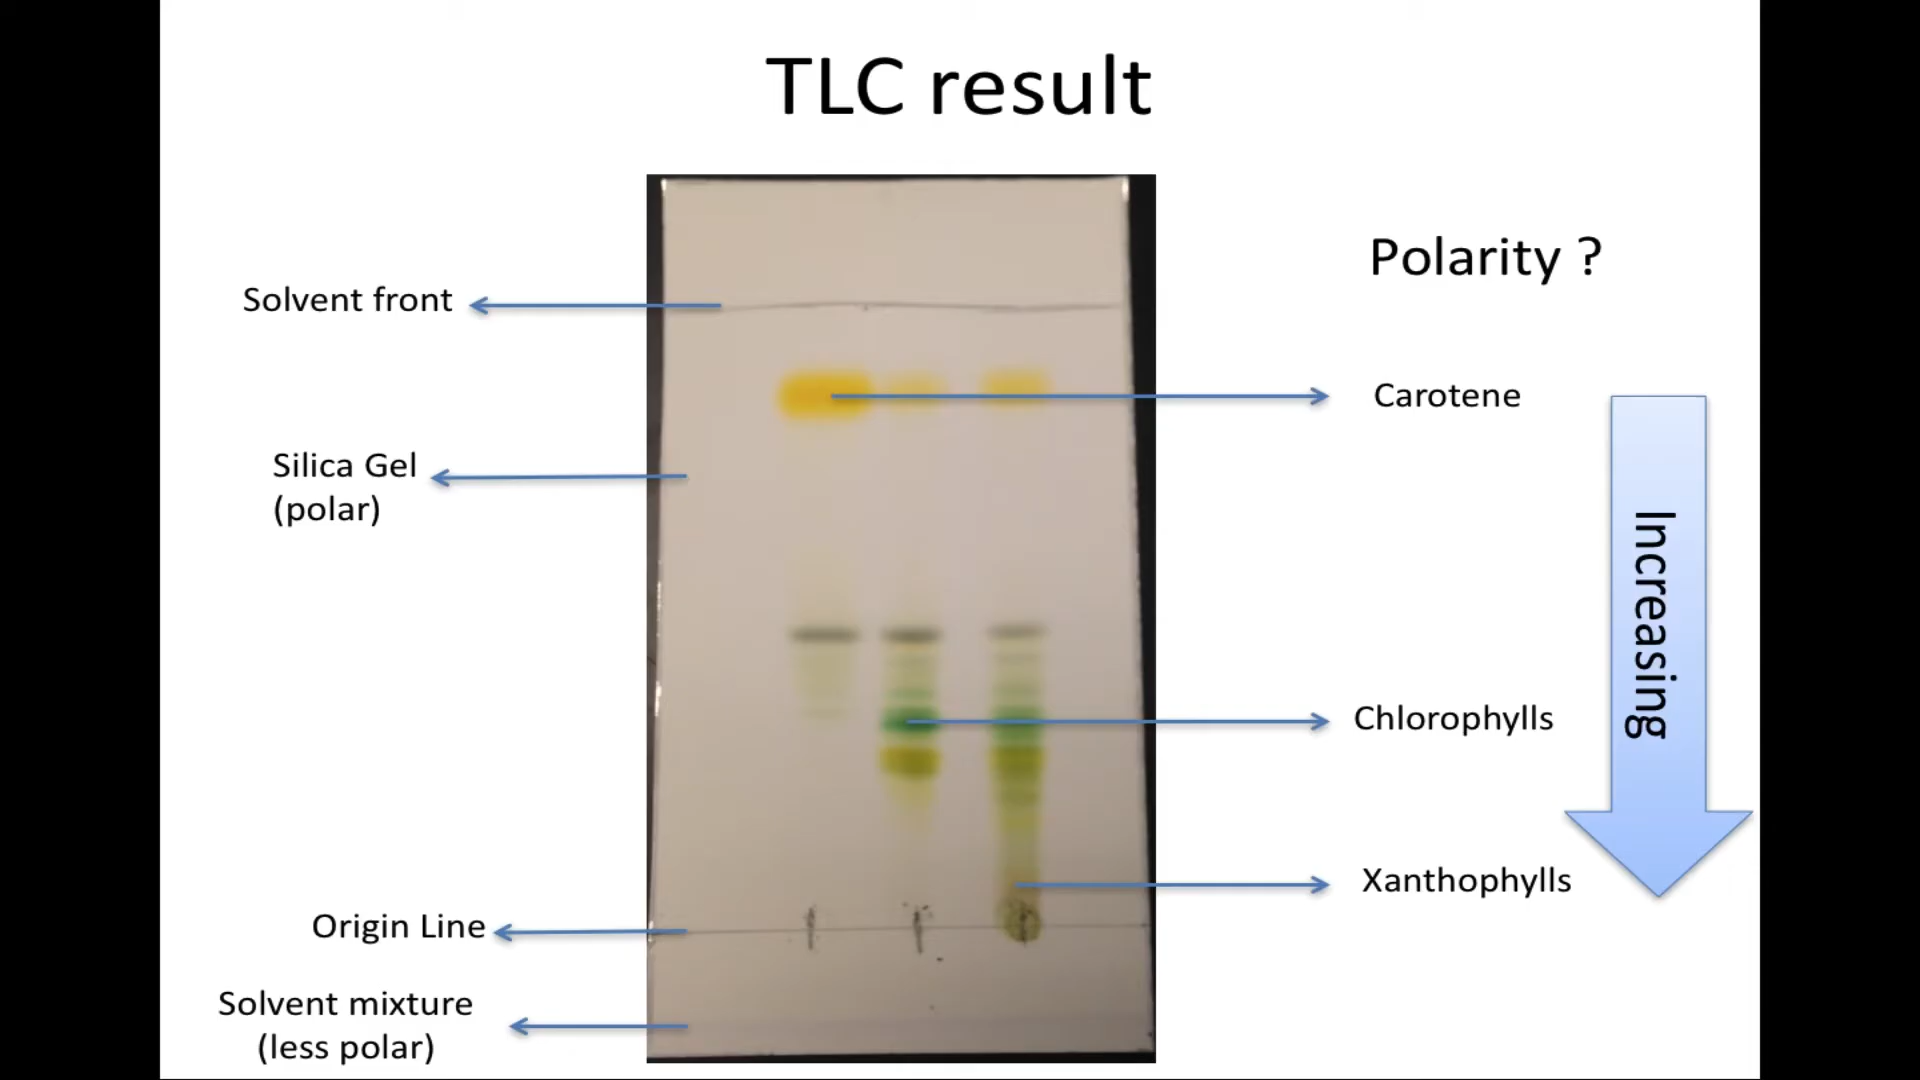 TLC result
Polarity ?
Solvent front
Carotene
Silica Gel
(polar)
Increasing
Chlorophylls
Xanthophylls
Origin Line
Solvent mixture
(less polar)